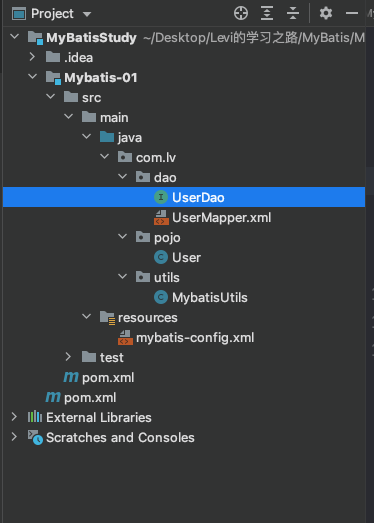 Project
MyBatisStudy ~/Desktop/Levi的学习之路/MyBatis/M
.idea
Mybatis-01
src
main
java
com.lv
dao
UserDao
UserMapper.xml
pojo
User
utils
MybatisUtils
resources
mybatis-config.xml
test
pom.xml
pom.xml
External Libraries
Scratches and Consoles